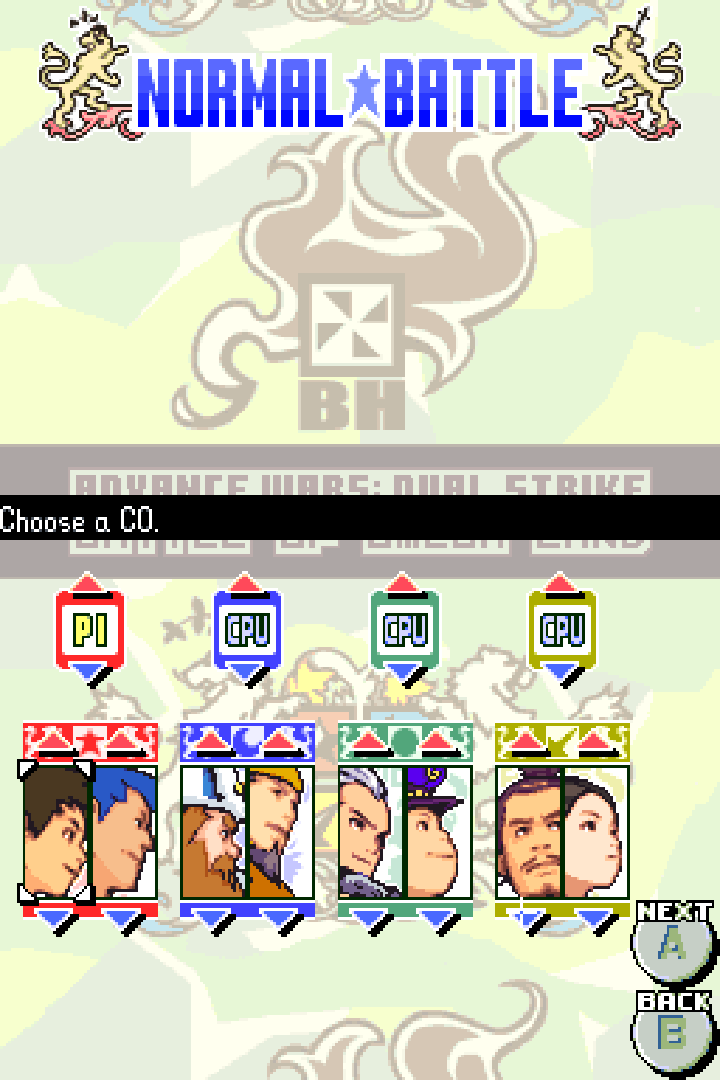 NORMAL★BATTLE
BH
ADVANCE WARS: DUAL STRIKE
Choose a CO.
P1 CPU CPU CPU
NEXT
A
BACK
B